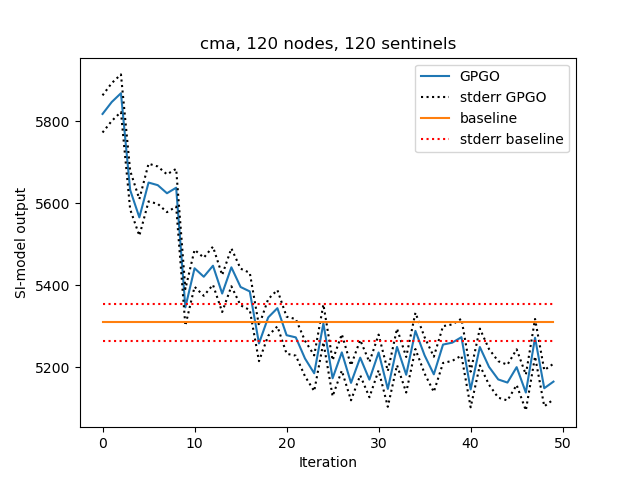 cma, 120 nodes, 120 sentinels
GPGO
stderr GPGO
baseline
stderr baseline
SI-model output
5800
5600
5400
5200
0 10 20 30 40 50
Iteration